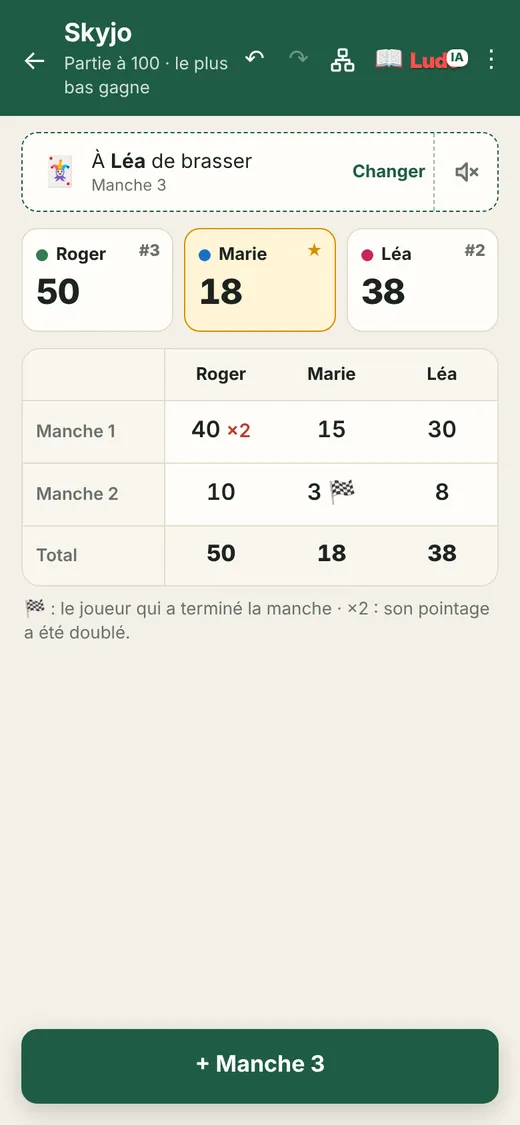 Skyjo
Partie à 100 · le plus
bas gagne
IA
À Léa de brasser
Manche 3
Changer
Roger #3
50
Marie ★
18
Léa #2
38
Roger Marie Léa
Manche 1 40 ×2 15 30
Manche 2 10 3 🏁 8
Total 50 18 38
🏁 : le joueur qui a terminé la manche · ×2 : son pointage
a été doublé.
+ Manche 3